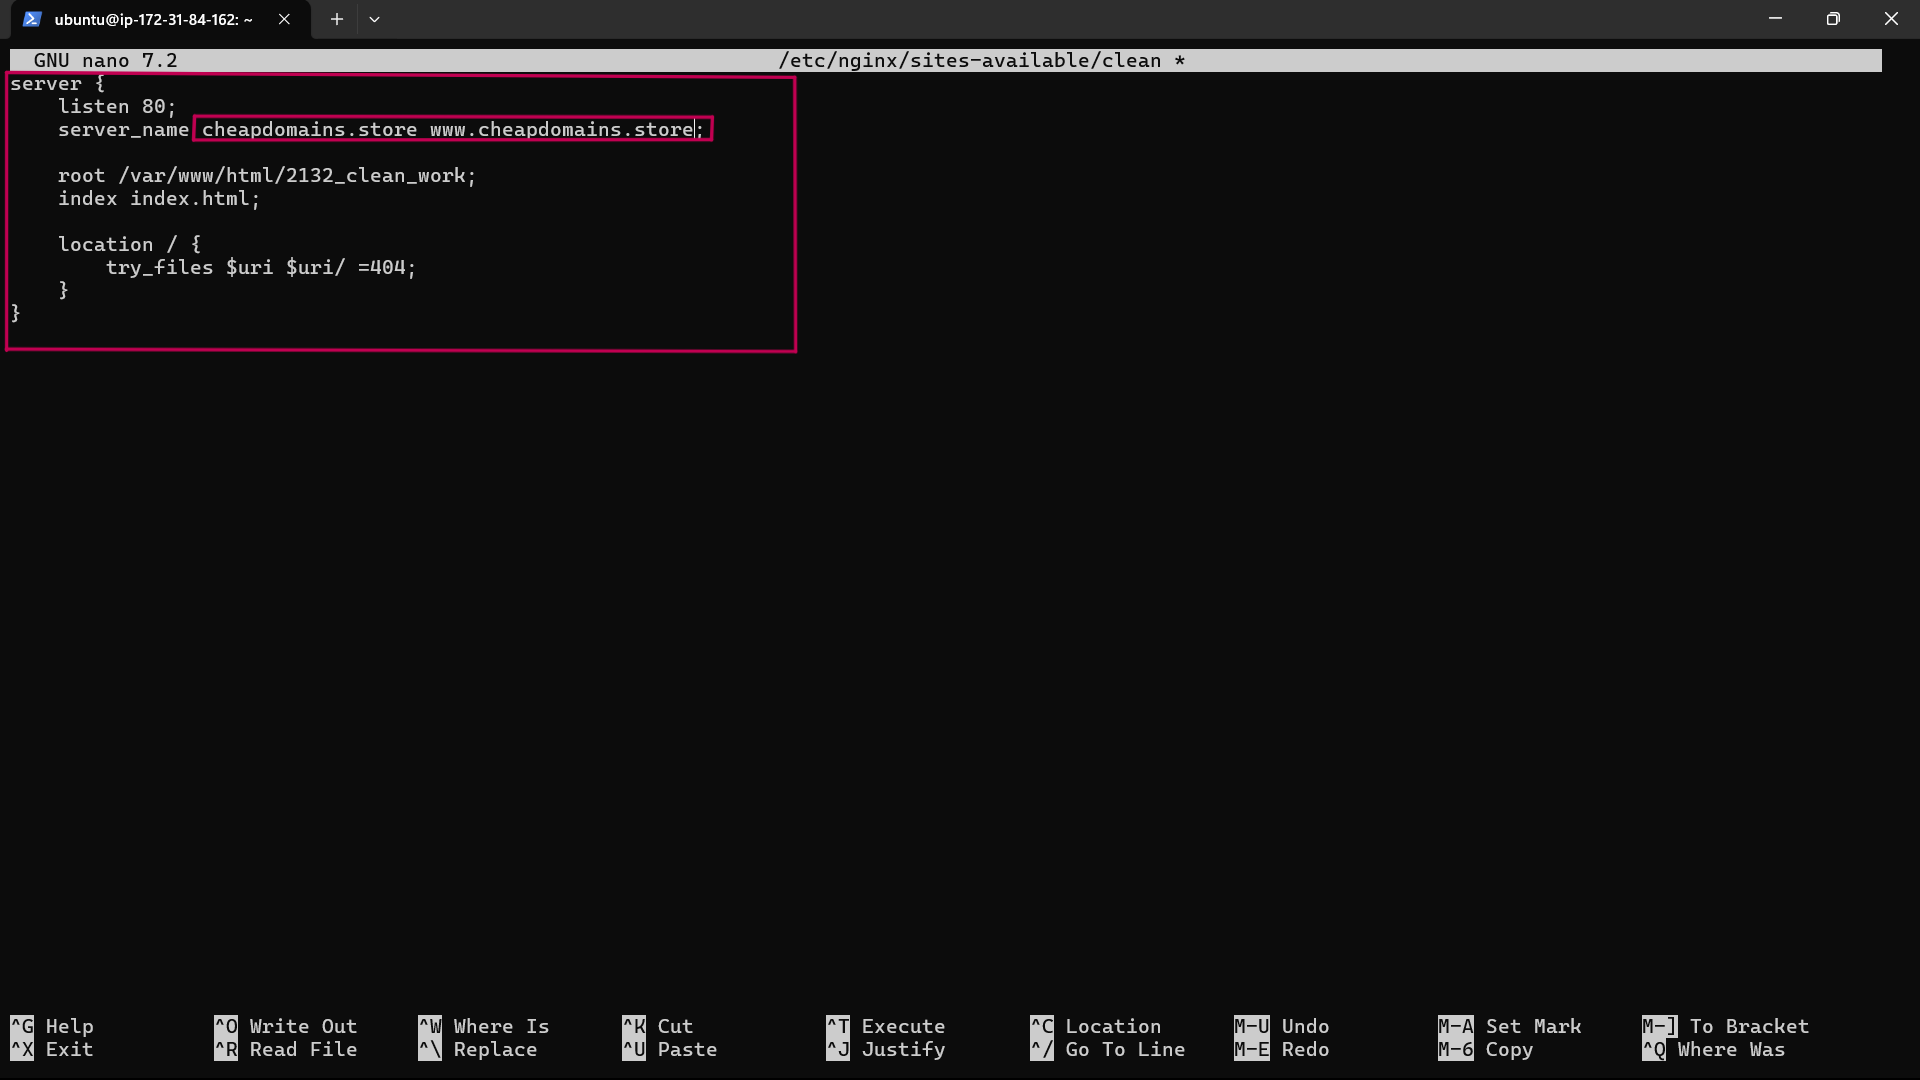 ubuntu@ip-172-31-84-162: ~
GNU nano 7.2 /etc/nginx/sites-available/clean *
server {
    listen 80;
    server_name cheapdomains.store www.cheapdomains.store;
    root /var/www/html/2132_clean_work;
    index index.html;
    location / {
        try_files $uri $uri/ =404;
    }
}
^G Help ^O Write Out ^W Where Is ^K Cut ^T Execute ^C Location M-U Undo M-A Set Mark M-] To Bracket
^X Exit ^R Read File ^\ Replace ^U Paste ^J Justify ^/ Go To Line M-E Redo M-6 Copy ^Q Where Was